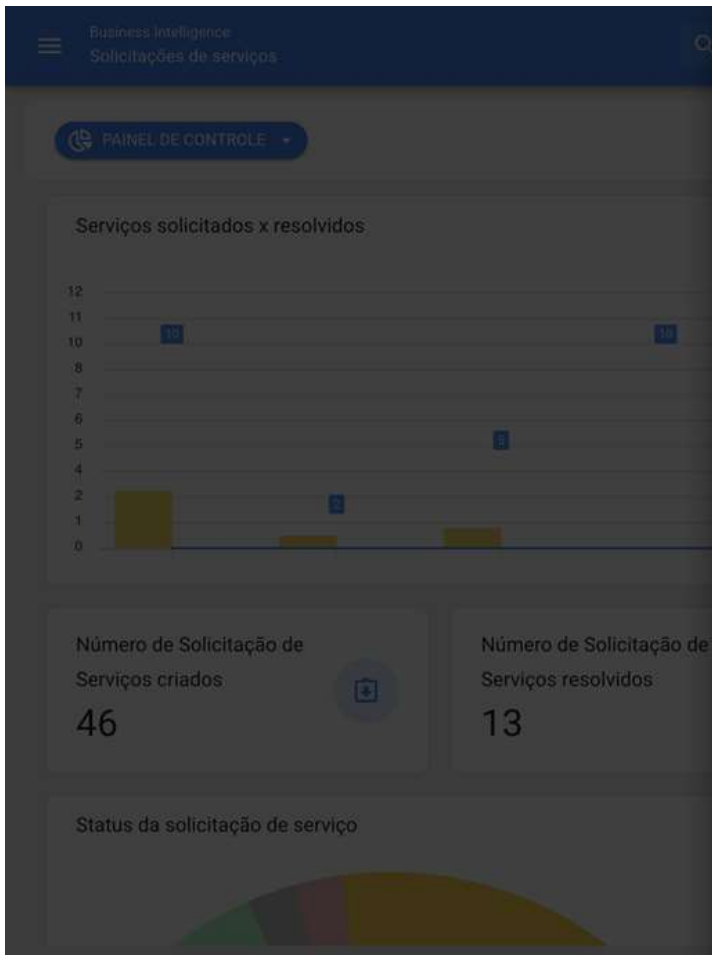 Business Intelligence
Solicitações de serviços
PAINEL DE CONTROLE
Serviços solicitados x resolvidos
12
11
10
8
7
6
5
4
2
1
0
10
2
5
10
Número de Solicitação de
Serviços criados
46
Número de Solicitação de
Serviços resolvidos
13
Status da solicitação de serviço